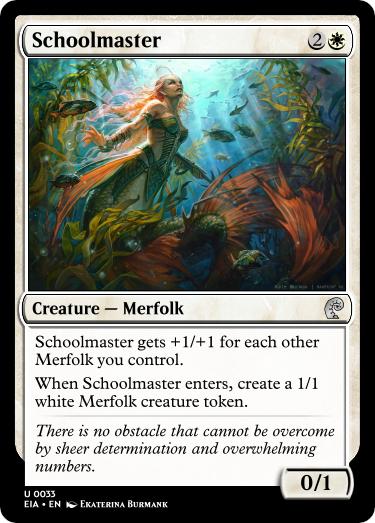 Schoolmaster 2
Creature — Merfolk
Schoolmaster gets +1/+1 for each other
Merfolk you control.
When Schoolmaster enters, create a 1/1
white Merfolk creature token.
There is no obstacle that cannot be overcome
by sheer determination and overwhelming
numbers.
0/1
U 0033
EIA • EN Ekaterina Burmank